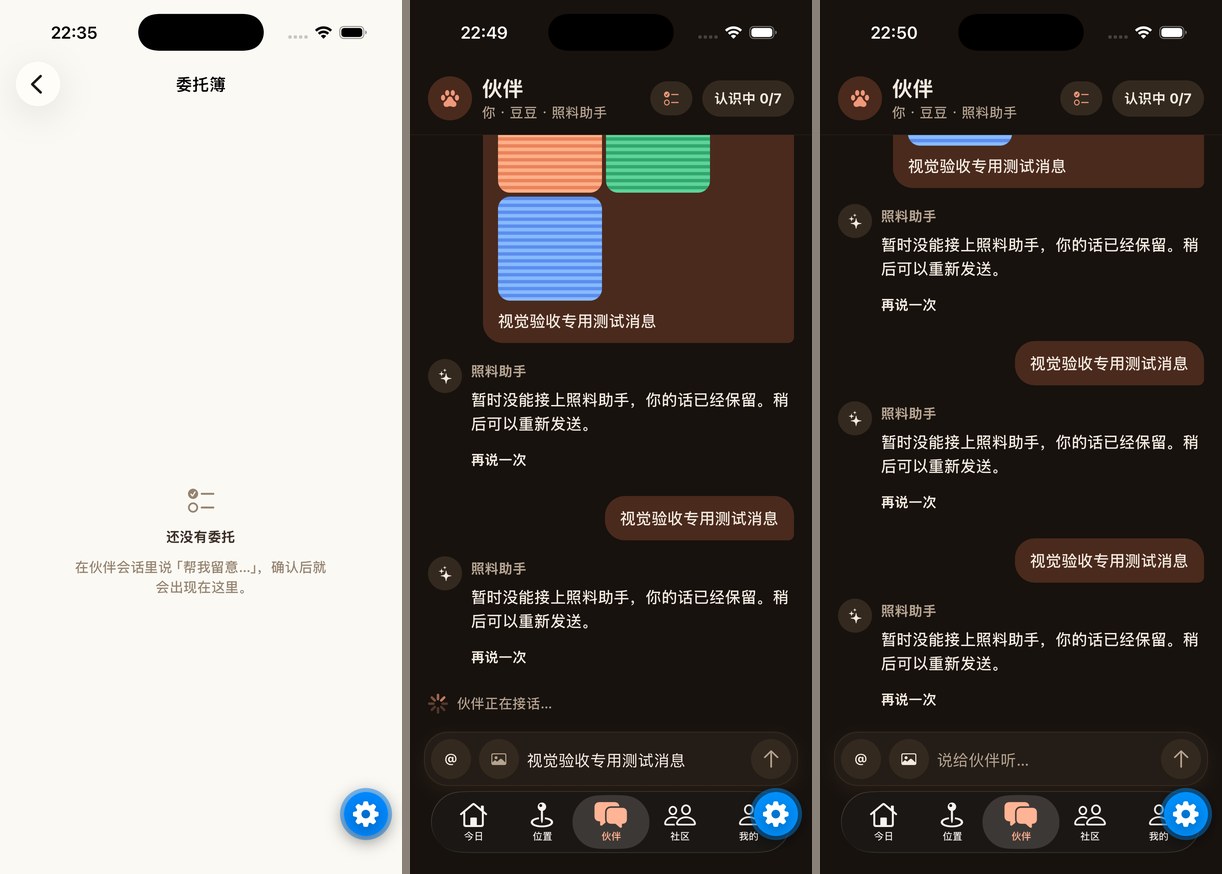 22:35
委托簿
还没有委托
在伙伴会话里说「帮我留意...」，确认后就
会出现在这里。
22:49
伙伴
你 · 豆豆 · 照料助手
认识中 0/7
视觉验收专用测试消息
照料助手
暂时没能接上照料助手，你的话已经保留。稍
后可以重新发送。
再说一次
视觉验收专用测试消息
照料助手
暂时没能接上照料助手，你的话已经保留。稍
后可以重新发送。
再说一次
伙伴正在接话...
@
视觉验收专用测试消息
今日
位置
伙伴
社区
我的
22:50
伙伴
你 · 豆豆 · 照料助手
认识中 0/7
视觉验收专用测试消息
照料助手
暂时没能接上照料助手，你的话已经保留。稍
后可以重新发送。
再说一次
视觉验收专用测试消息
照料助手
暂时没能接上照料助手，你的话已经保留。稍
后可以重新发送。
再说一次
视觉验收专用测试消息
照料助手
暂时没能接上照料助手，你的话已经保留。稍
后可以重新发送。
再说一次
@
说给伙伴听...
今日
位置
伙伴
社区
我的